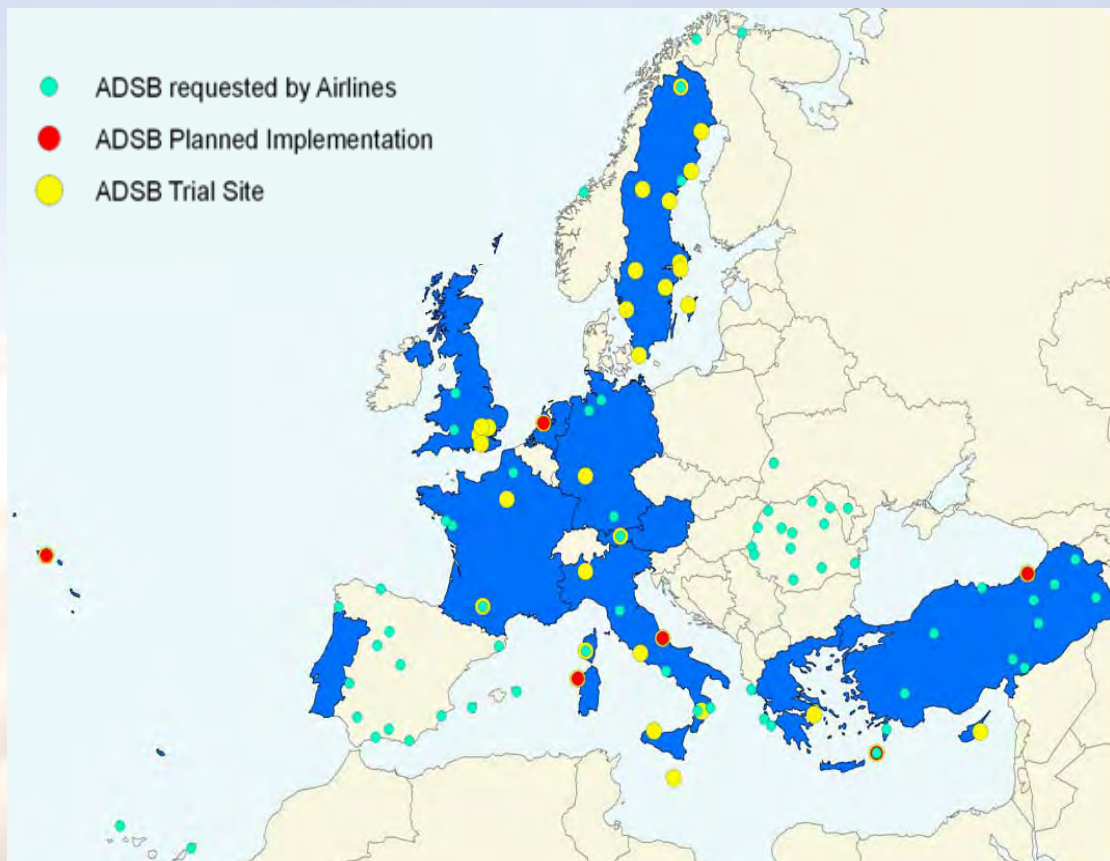 ADSB requested by Airlines
ADSB Planned Implementation
ADSB Trial Site